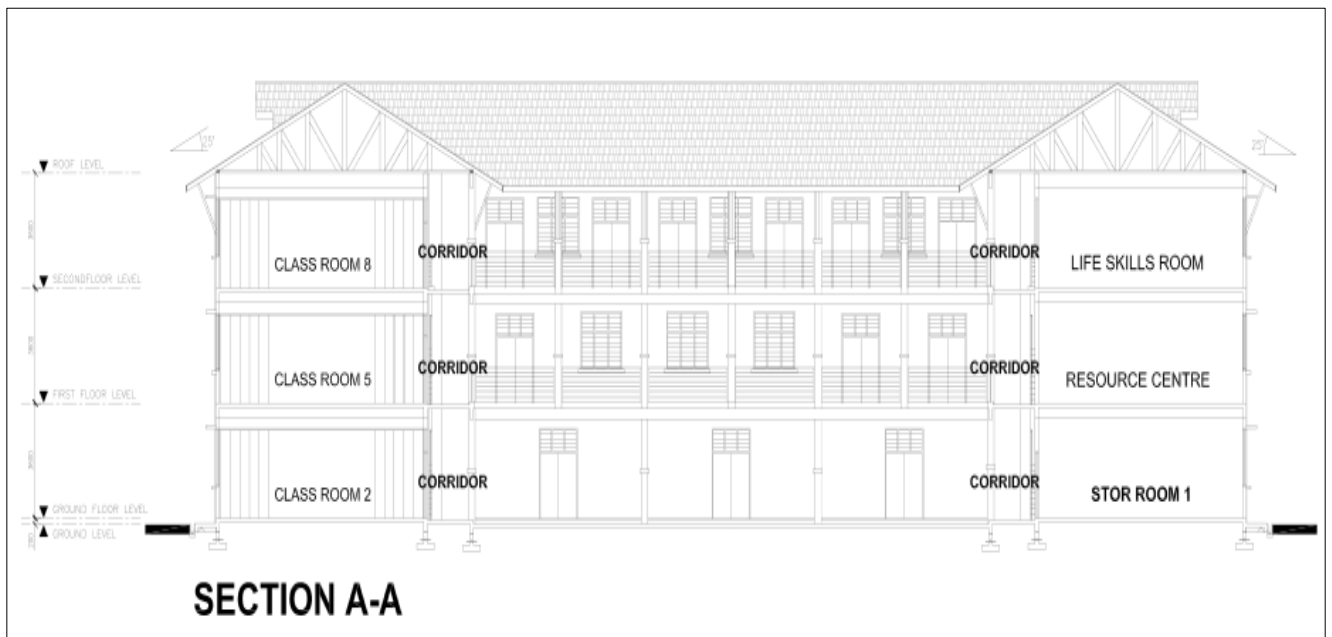 25°
25°
ROOF LEVEL
CLASS ROOM 8
CORRIDOR
CORRIDOR
LIFE SKILLS ROOM
SECONDFLOOR LEVEL
CLASS ROOM 5
CORRIDOR
CORRIDOR
RESOURCE CENTRE
FIRST FLOOR LEVEL
CLASS ROOM 2
CORRIDOR
CORRIDOR
STOR ROOM 1
GROUND FLOOR LEVEL
GROUND LEVEL
SECTION A-A